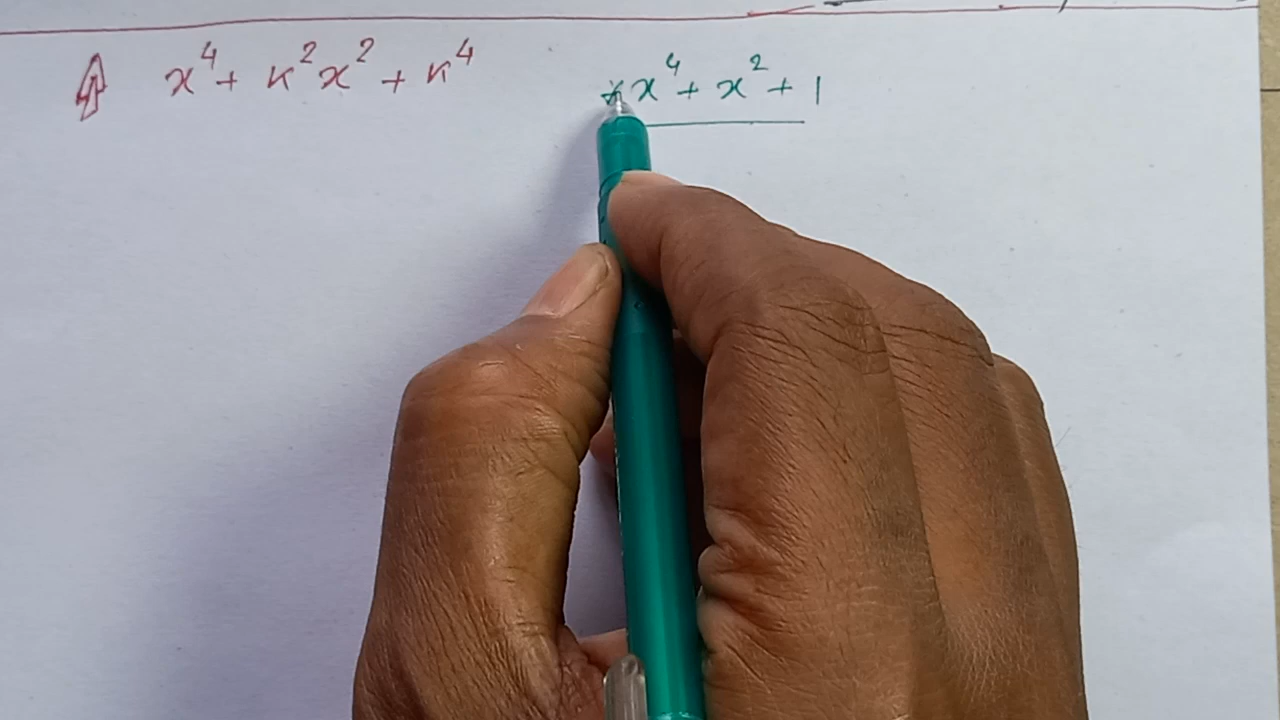 x⁴ + k²x² + k⁴
x⁴ + x² + 1